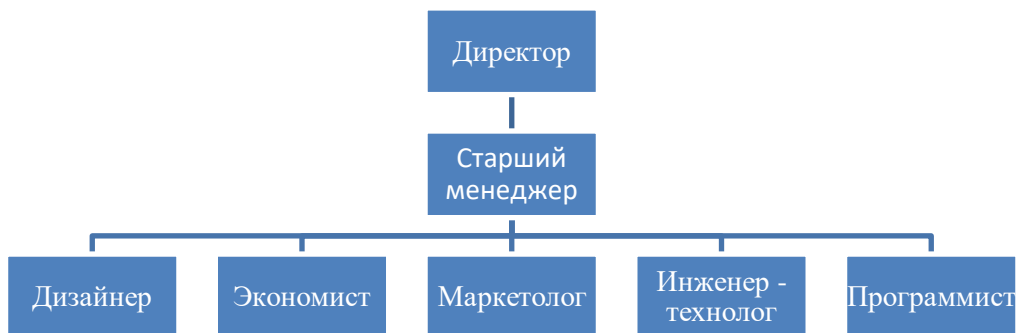 Директор
Старший
менеджер
Дизайнер
Экономист
Маркетолог
Инженер -
технолог
Программист